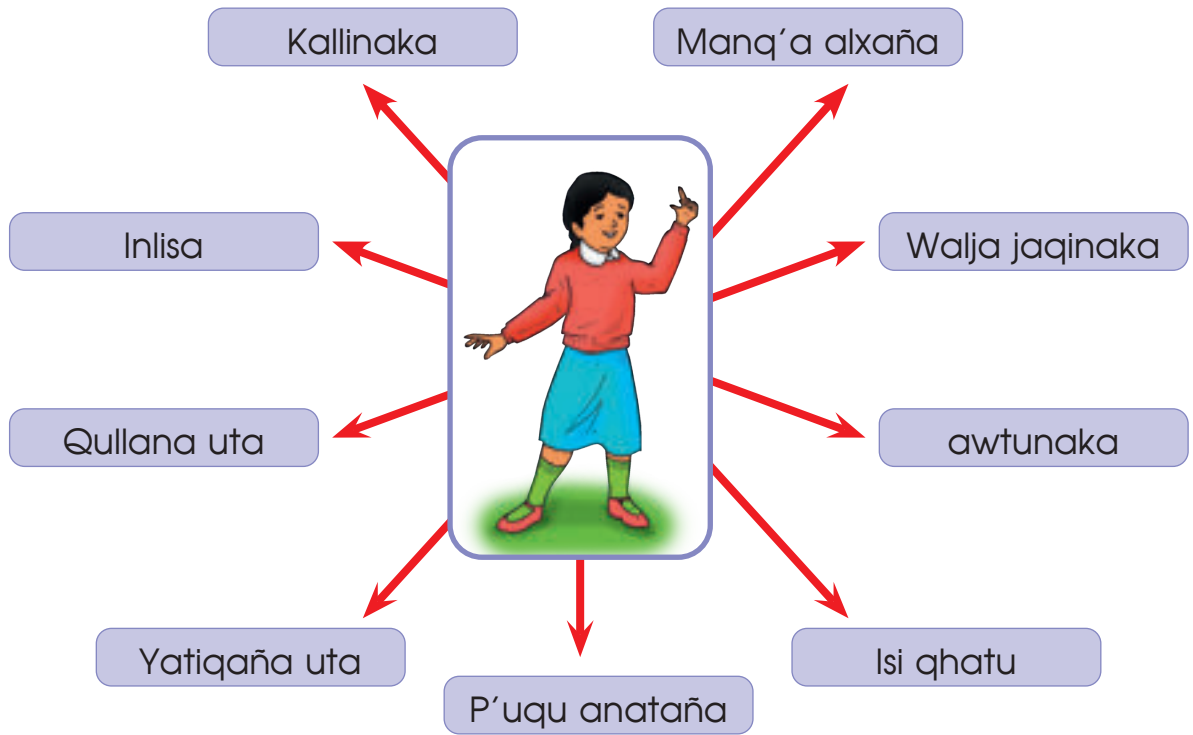 Kallinaka
Manq'a alxaña
Inlisa
Walja jaqinaka
Qullana uta
awtunaka
Yatiqaña uta
P'uqu anataña
Isi qhatu